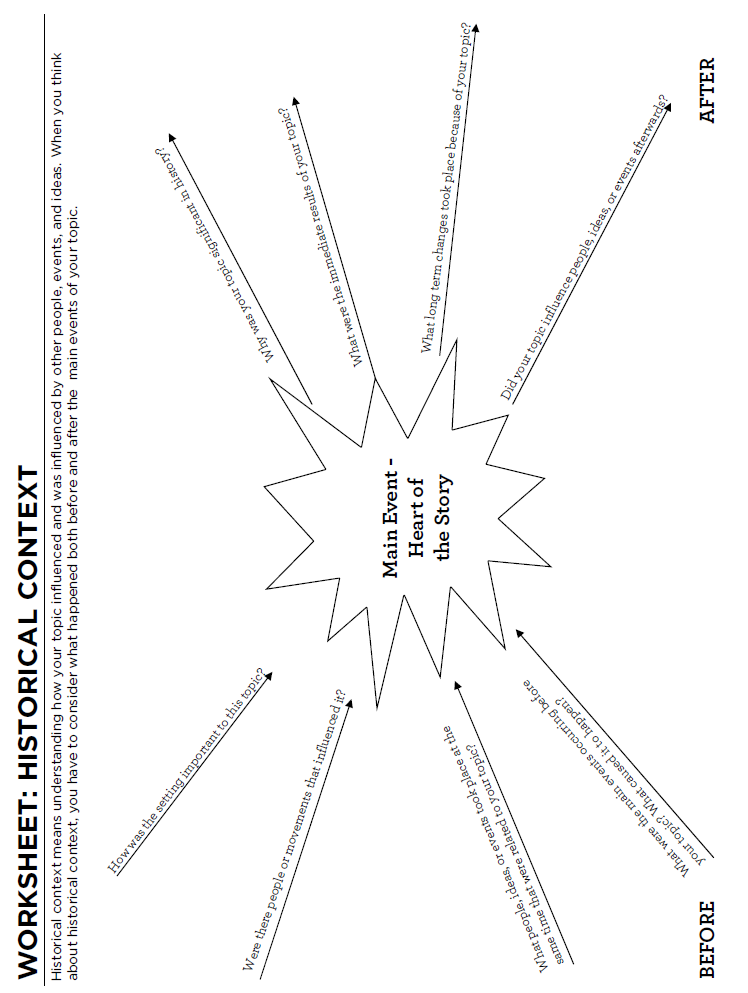 WORKSHEET: HISTORICAL CONTEXT
Historical context means understanding how your topic influenced and was influenced by other people, events, and ideas. When you think
about historical context, you have to consider what happened both before and after the main events of your topic.
How was the setting important to this topic?
Were there people or movements that influenced it?
What people, ideas, or events took place at the
same time that were related to your topic?
What were the main events occurring before
your topic? What caused it to happen?
BEFORE
Main Event -
Heart of
the Story
Why was your topic significant in history?
What were the immediate results of your topic?
What long term changes took place because of your topic?
Did your topic influence people, ideas, or events afterwards?
AFTER